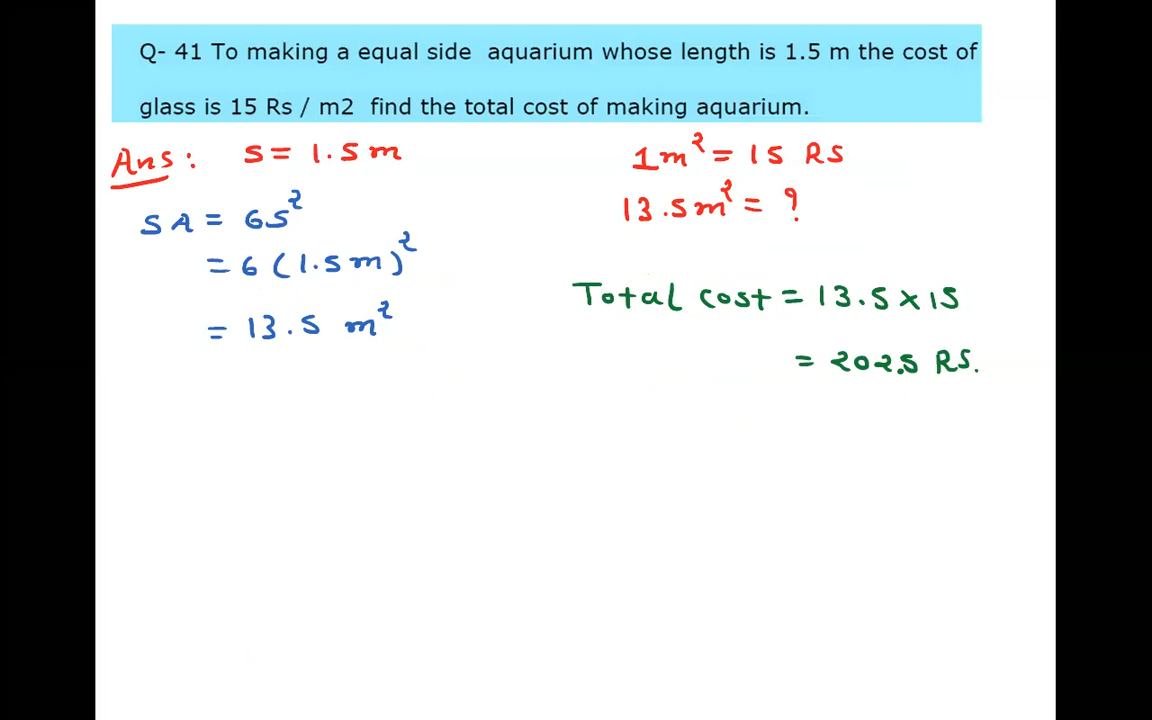 Q- 41 To making a equal side aquarium whose length is 1.5 m the cost of
glass is 15 Rs / m2 find the total cost of making aquarium.
Ans: S = 1.5m
SA = 6S²
= 6 (1.5m)²
= 13.5 m²
1m² = 15 RS
13.5m² = ?
Total cost = 13.5 × 15
= 202.5 RS.